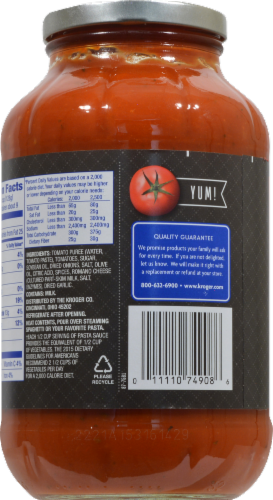 Facts
*Percent Daily Values are based on a 2,000
calorie diet. Your daily values may be higher
or lower depending on your calorie needs:
Calories 2,000 2,500
Total Fat Less than 65g 80g
Sat Fat Less than 20g 25g
Cholesterol Less than 300mg 300mg
Sodium Less than 2,400mg 2,400mg
Total Carbohydrate 300g 375g
Dietary Fiber 25g 30g
INGREDIENTS: TOMATO PUREE (WATER,
TOMATO PASTE), TOMATOES, SUGAR,
SOYBEAN OIL, DRIED ONIONS, SALT, OLIVE
OIL, CITRIC ACID, SPICES, ROMANO CHEESE
(CULTURED PART-SKIM MILK, SALT,
ENZYMES), DRIED GARLIC.
CONTAINS: MILK.
DISTRIBUTED BY THE KROGER CO.
CINCINNATI, OHIO 45202
REFRIGERATE AFTER OPENING.
HEAT CONTENTS, POUR OVER STEAMING
SPAGHETTI OR YOUR FAVORITE PASTA.
EACH 1/2 CUP SERVING OF PASTA SAUCE
PROVIDES THE EQUIVALENT OF 1/2 CUP
OF VEGETABLES. THE 2015 DIETARY
GUIDELINES FOR AMERICANS
RECOMMEND 2 1/2 CUPS OF
VEGETABLES PER DAY
FOR A 2,000 CALORIE DIET.
PLEASE
RECYCLE
YUM!
QUALITY GUARANTEE
We promise products your family will ask
for every time. If you are not delighted,
let us know. We will make it right with
a replacement or refund at your store.
800-632-6900 • www.kroger.com
0 11110 74908 6